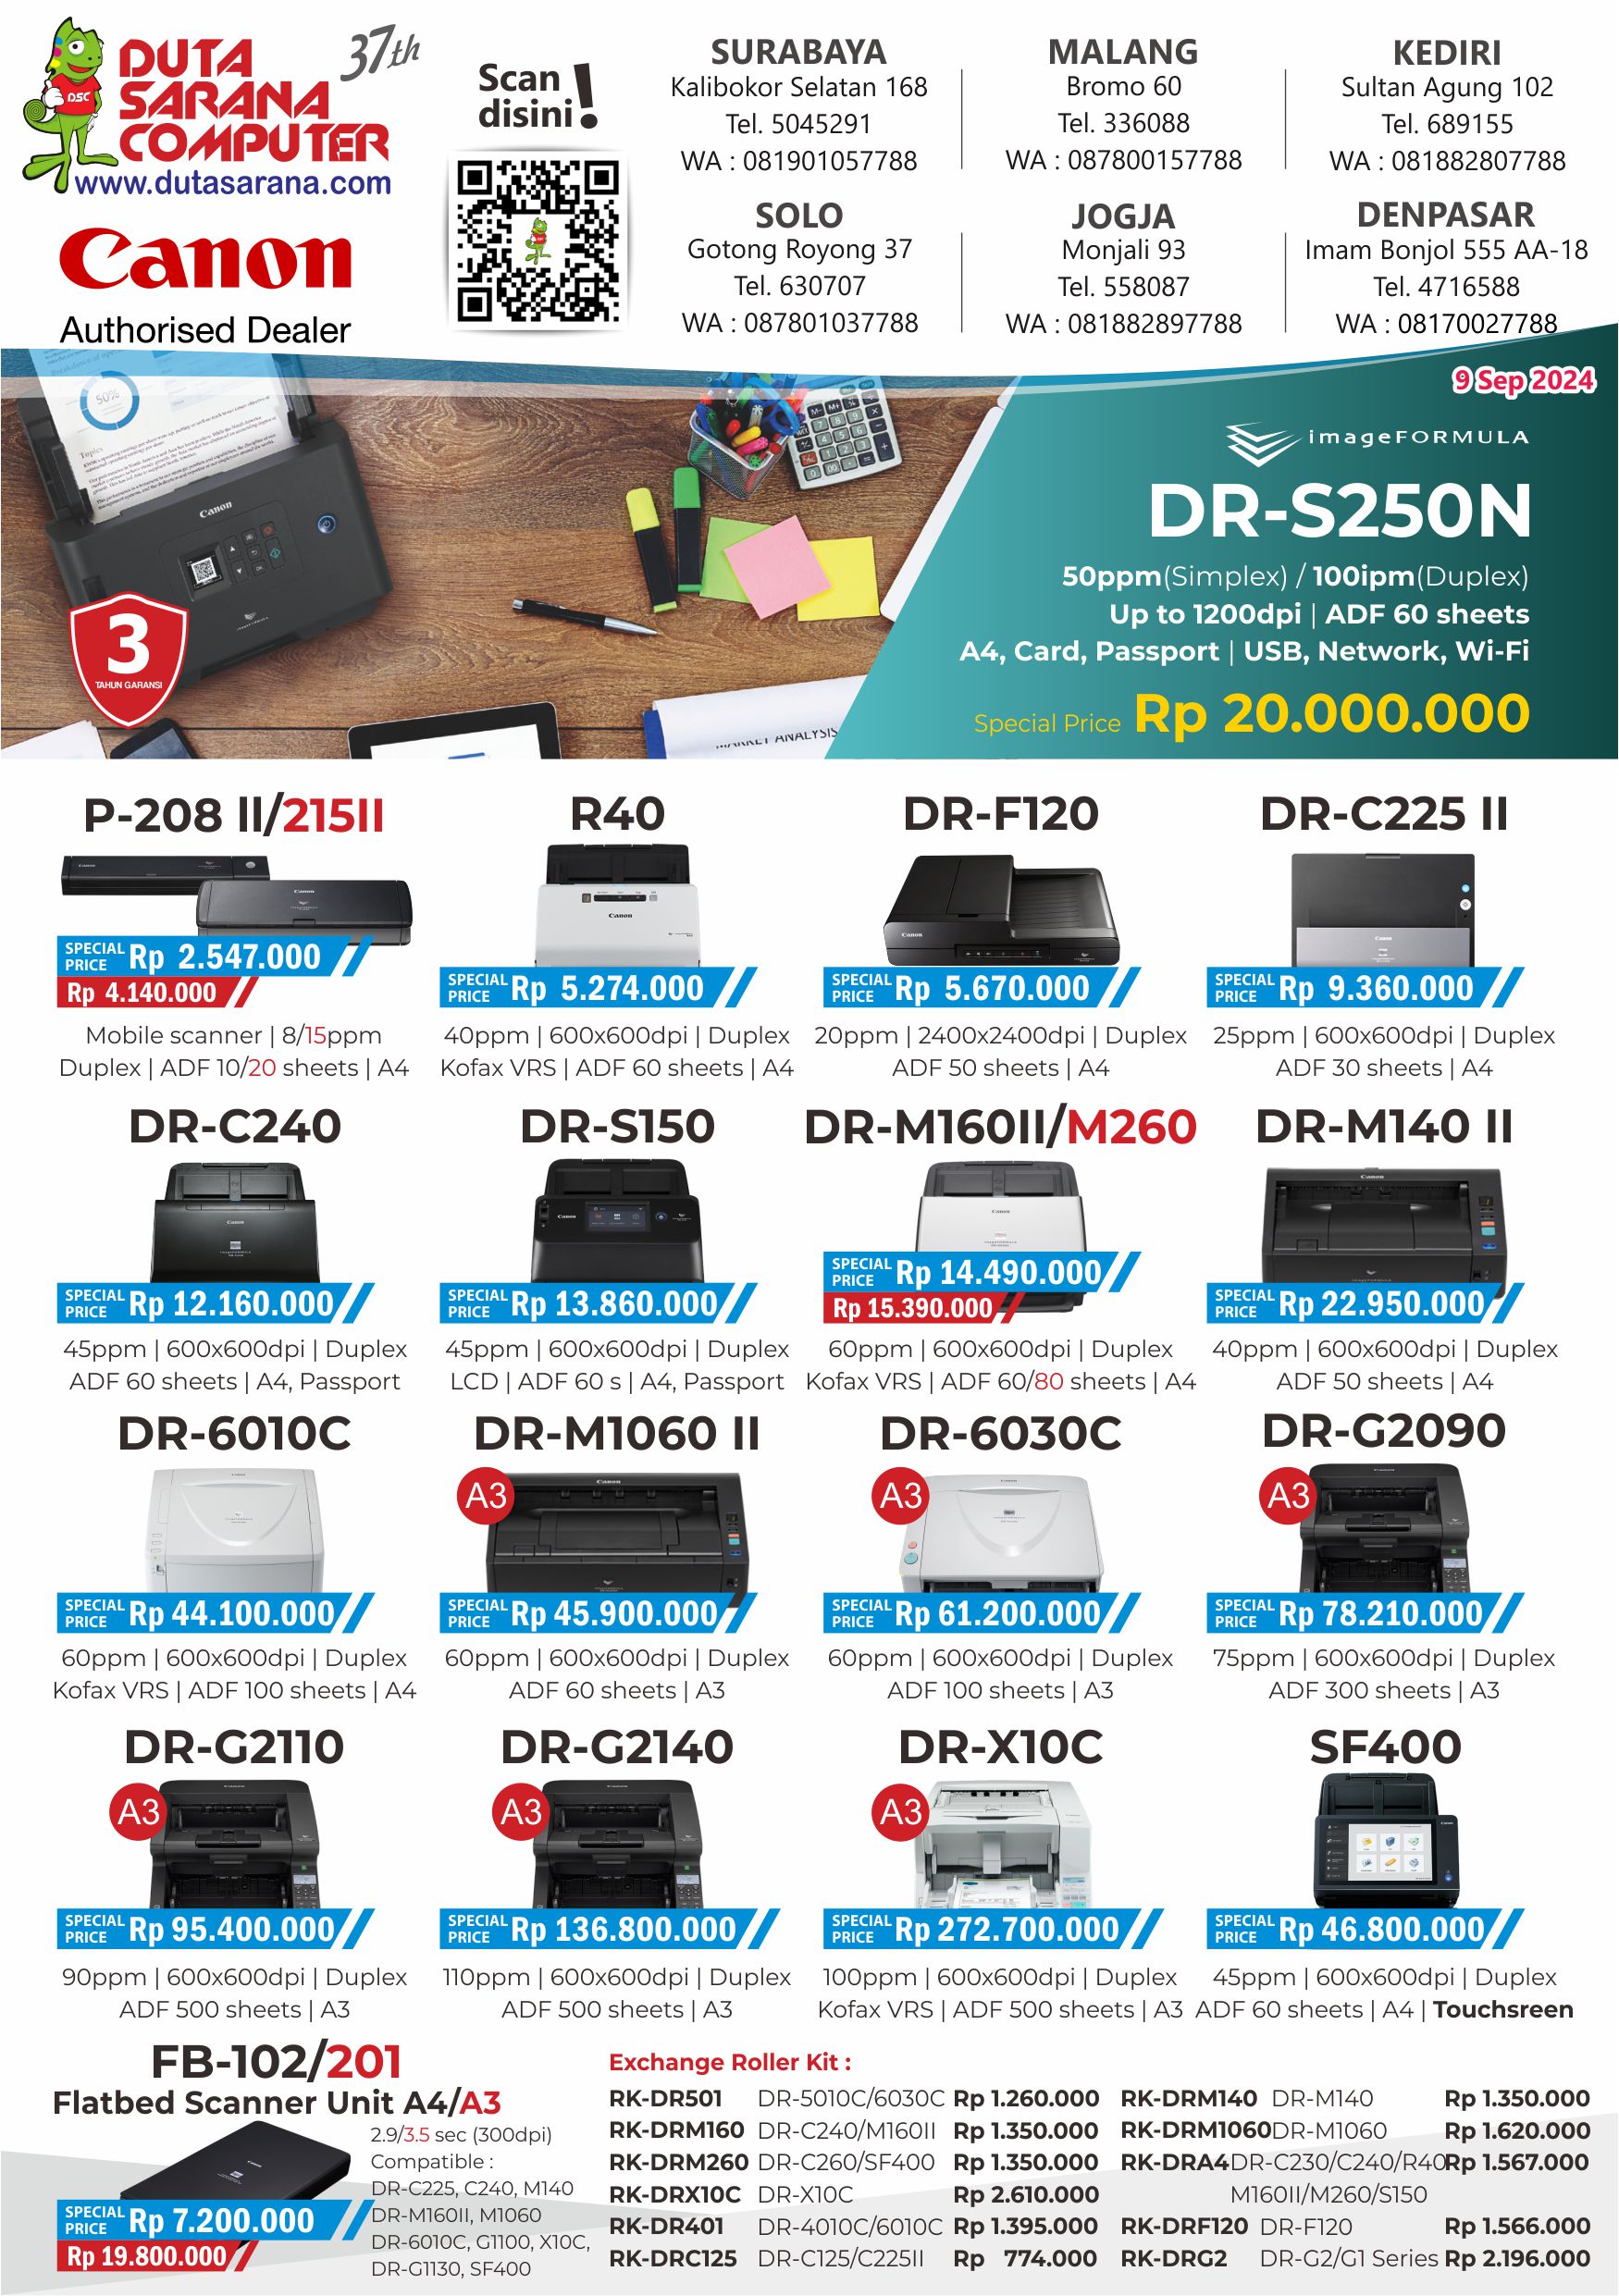 DUTA
SARANA
COMPUTER
37th
DSC
www.dutasarana.com
Canon
Authorised Dealer
Scan
disini!
SURABAYA
Kalibokor Selatan 168
Tel. 5045291
WA : 081901057788
MALANG
Bromo 60
Tel. 336088
WA : 087800157788
KEDIRI
Sultan Agung 102
Tel. 689155
WA : 081882807788
SOLO
Gotong Royong 37
Tel. 630707
WA : 087801037788
JOGJA
Monjali 93
Tel. 558087
WA : 081882897788
DENPASAR
Imam Bonjol 555 AA-18
Tel. 4716588
WA : 08170027788
9 Sep 2024
50%
Topics
Canon
3
TAHUN GARANSI
MARKET ANALYSIS
imageFORMULA
DR-S250N
50ppm(Simplex) / 100ipm(Duplex)
Up to 1200dpi | ADF 60 sheets
A4, Card, Passport | USB, Network, Wi-Fi
Special Price Rp 20.000.000
P-208 II/215II
SPECIAL PRICE Rp 2.547.000
Rp 4.140.000
Mobile scanner | 8/15ppm
Duplex | ADF 10/20 sheets | A4
R40
SPECIAL PRICE Rp 5.274.000
40ppm | 600x600dpi | Duplex
Kofax VRS | ADF 60 sheets | A4
DR-F120
SPECIAL PRICE Rp 5.670.000
20ppm | 2400x2400dpi | Duplex
ADF 50 sheets | A4
DR-C225 II
SPECIAL PRICE Rp 9.360.000
25ppm | 600x600dpi | Duplex
ADF 30 sheets | A4
DR-C240
SPECIAL PRICE Rp 12.160.000
45ppm | 600x600dpi | Duplex
ADF 60 sheets | A4, Passport
DR-S150
SPECIAL PRICE Rp 13.860.000
45ppm | 600x600dpi | Duplex
LCD | ADF 60 s | A4, Passport
DR-M160II/M260
SPECIAL PRICE Rp 14.490.000
Rp 15.390.000
60ppm | 600x600dpi | Duplex
Kofax VRS | ADF 60/80 sheets | A4
DR-M140 II
SPECIAL PRICE Rp 22.950.000
40ppm | 600x600dpi | Duplex
ADF 50 sheets | A4
DR-6010C
SPECIAL PRICE Rp 44.100.000
60ppm | 600x600dpi | Duplex
Kofax VRS | ADF 100 sheets | A4
DR-M1060 II
A3
SPECIAL PRICE Rp 45.900.000
60ppm | 600x600dpi | Duplex
ADF 60 sheets | A3
DR-6030C
A3
SPECIAL PRICE Rp 61.200.000
60ppm | 600x600dpi | Duplex
ADF 100 sheets | A3
DR-G2090
A3
SPECIAL PRICE Rp 78.210.000
75ppm | 600x600dpi | Duplex
ADF 300 sheets | A3
DR-G2110
A3
SPECIAL PRICE Rp 95.400.000
90ppm | 600x600dpi | Duplex
ADF 500 sheets | A3
DR-G2140
A3
SPECIAL PRICE Rp 136.800.000
110ppm | 600x600dpi | Duplex
ADF 500 sheets | A3
DR-X10C
A3
SPECIAL PRICE Rp 272.700.000
100ppm | 600x600dpi | Duplex
Kofax VRS | ADF 500 sheets | A3
SF400
SPECIAL PRICE Rp 46.800.000
45ppm | 600x600dpi | Duplex
ADF 60 sheets | A4 | Touchsreen
FB-102/201
Flatbed Scanner Unit A4/A3
2.9/3.5 sec (300dpi)
Compatible :
DR-C225, C240, M140
DR-M160II, M1060
DR-6010C, G1100, X10C,
DR-G1130, SF400
SPECIAL PRICE Rp 7.200.000
Rp 19.800.000
Exchange Roller Kit :
RK-DR501 DR-5010C/6030C Rp 1.260.000
RK-DRM160 DR-C240/M160II Rp 1.350.000
RK-DRM260 DR-C260/SF400 Rp 1.350.000
RK-DRX10C DR-X10C Rp 2.610.000
RK-DR401 DR-4010C/6010C Rp 1.395.000
RK-DRC125 DR-C125/C225II Rp 774.000
RK-DRM140 DR-M140 Rp 1.350.000
RK-DRM1060 DR-M1060 Rp 1.620.000
RK-DRA4 DR-C230/C240/R40 Rp 1.567.000
M160II/M260/S150
RK-DRF120 DR-F120 Rp 1.566.000
RK-DRG2 DR-G2/G1 Series Rp 2.196.000